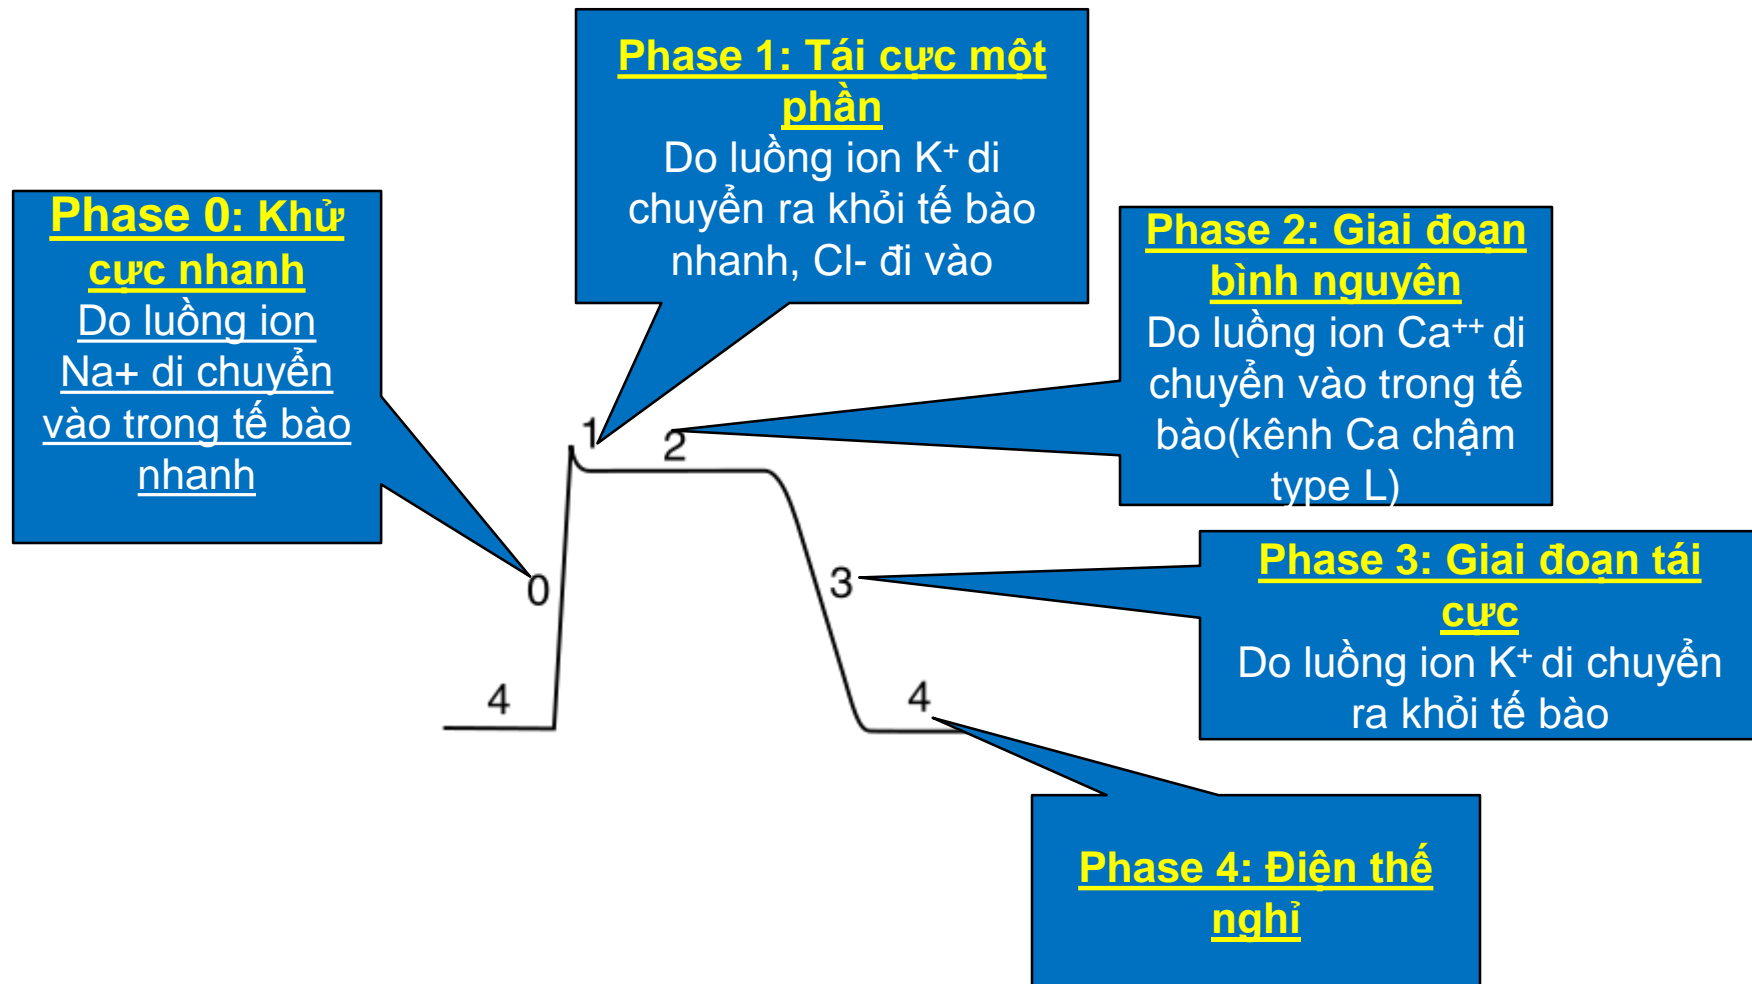 Phase 1: Tái cực một
phần
Do luồng ion K⁺ di
chuyển ra khỏi tế bào
nhanh, Cl- đi vào
Phase 0: Khử
cực nhanh
Do luồng ion
Na+ di chuyển
vào trong tế bào
nhanh
Phase 2: Giai đoạn
bình nguyên
Do luồng ion Ca⁺⁺ di
chuyển vào trong tế
bào(kênh Ca chậm
type L)
1
2
0
3
4
4
Phase 3: Giai đoạn tái
cực
Do luồng ion K⁺ di chuyển
ra khỏi tế bào
Phase 4: Điện thế
nghỉ